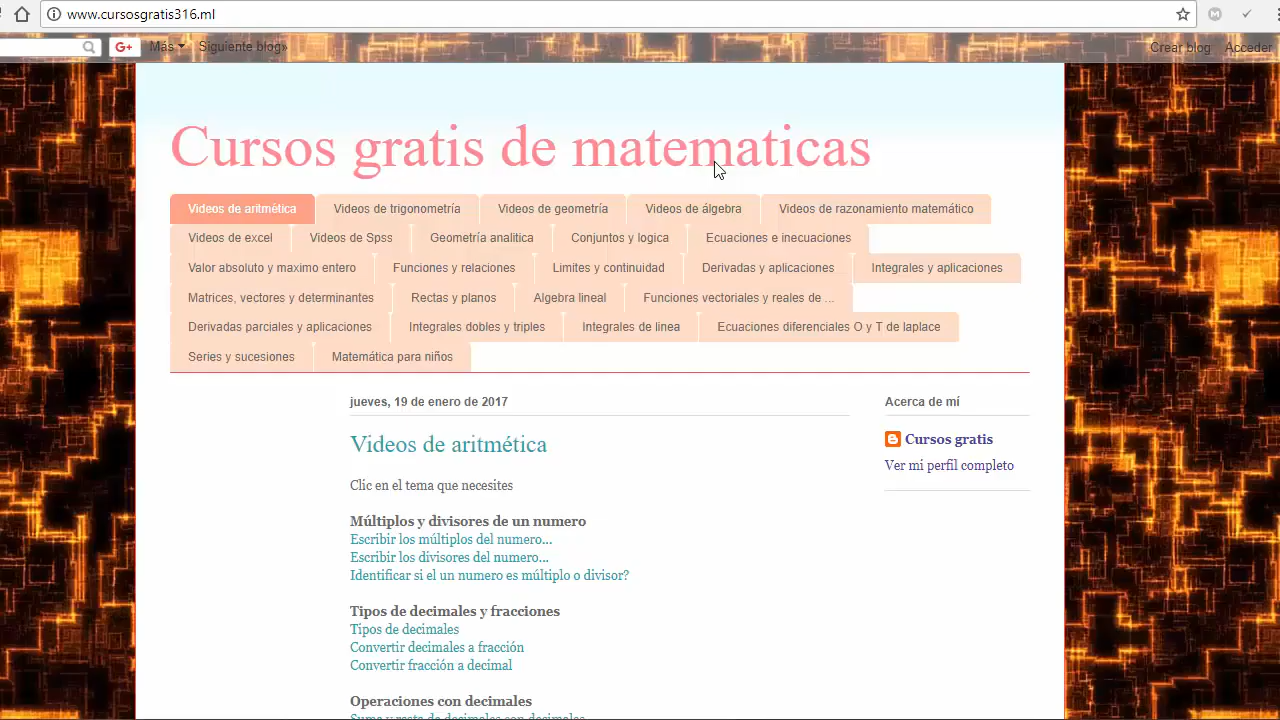 www.cursosgratis316.ml
G+ Más Siguiente blog» Crear blog Acceder
Cursos gratis de matematicas
Videos de aritmética Videos de trigonometría Videos de geometría Videos de álgebra Videos de razonamiento matemático
Videos de excel Videos de Spss Geometría analitica Conjuntos y logica Ecuaciones e inecuaciones
Valor absoluto y maximo entero Funciones y relaciones Limites y continuidad Derivadas y aplicaciones Integrales y aplicaciones
Matrices, vectores y determinantes Rectas y planos Algebra lineal Funciones vectoriales y reales de ...
Derivadas parciales y aplicaciones Integrales dobles y triples Integrales de linea Ecuaciones diferenciales O y T de laplace
Series y sucesiones Matemática para niños
jueves, 19 de enero de 2017
Videos de aritmética
Clic en el tema que necesites
Múltiplos y divisores de un numero
Escribir los múltiplos del numero...
Escribir los divisores del numero...
Identificar si el un numero es múltiplo o divisor?
Tipos de decimales y fracciones
Tipos de decimales
Convertir decimales a fracción
Convertir fracción a decimal
Operaciones con decimales
Suma y resta de decimales con decimales
Acerca de mí
Cursos gratis
Ver mi perfil completo